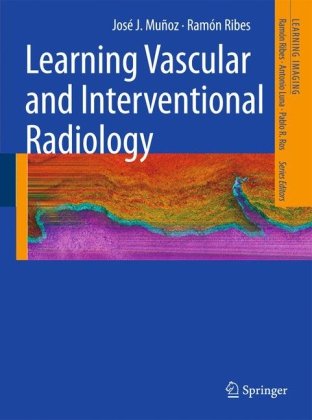 José J. Muñoz · Ramón Ribes
Learning Vascular
and Interventional
Radiology
LEARNING IMAGING
Ramón Ribes · Antonio Luna · Pablo R. Ros Series Editors
Springer